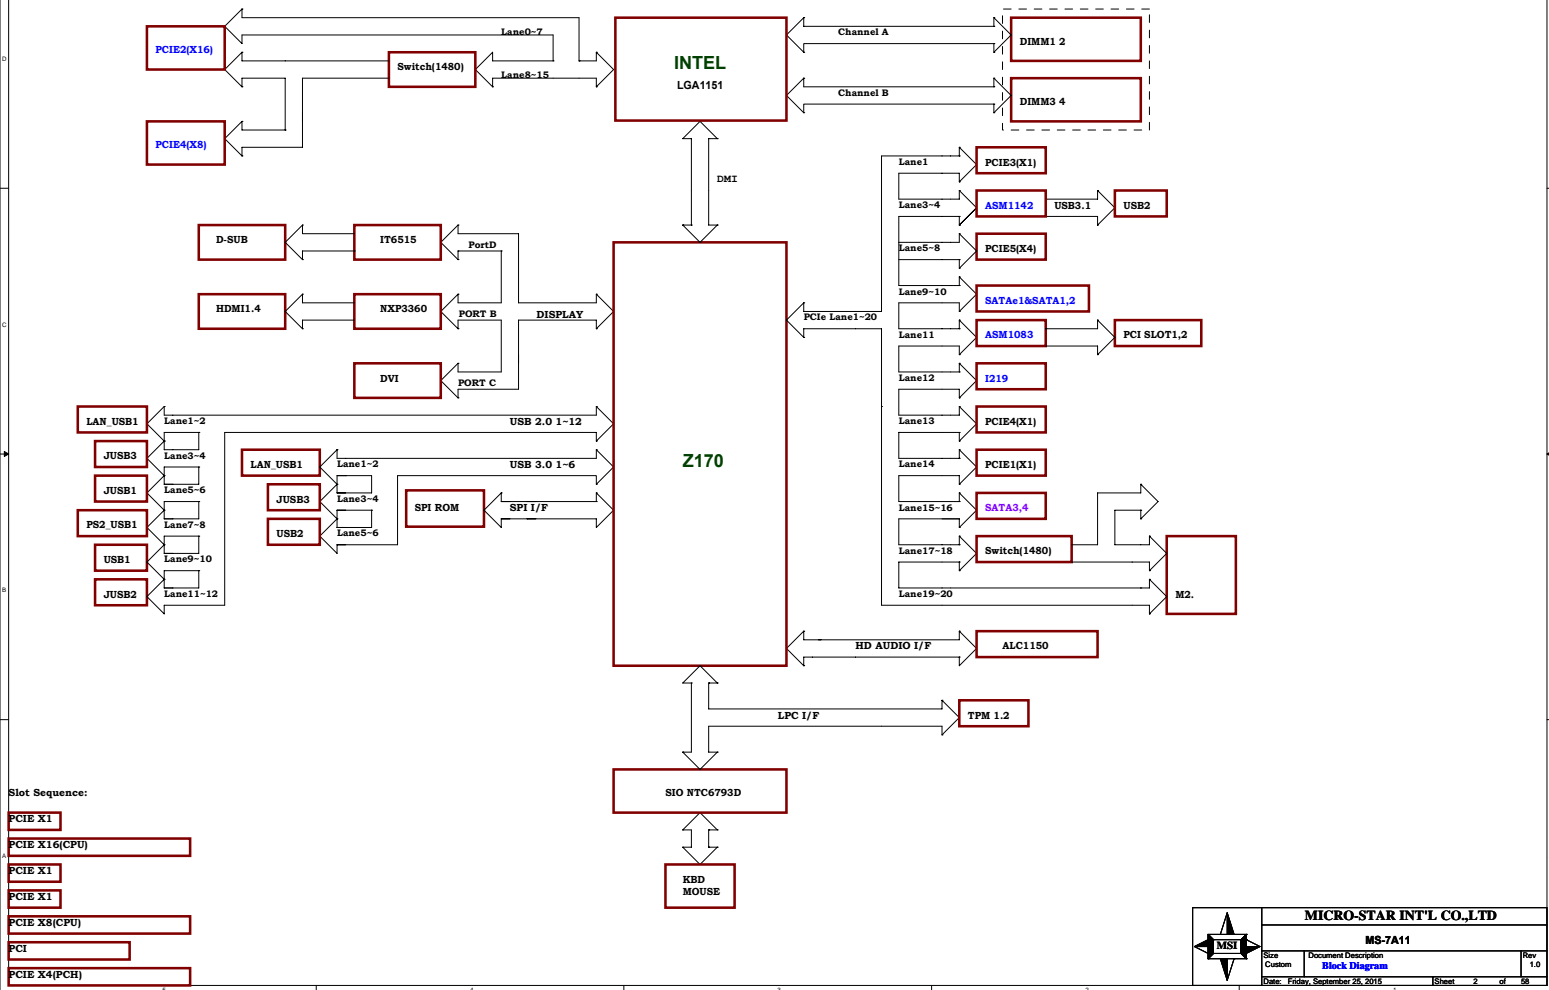 PCIE2(X16)
Lane0~7
Switch(1480)
Lane8~15
PCIE4(X8)
INTEL
LGA1151
Channel A
DIMM1 2
Channel B
DIMM3 4
DMI
D-SUB
IT6515
PortD
HDMI1.4
NXP3360
PORT B
DISPLAY
DVI
PORT C
LAN_USB1
Lane1~2
USB 2.0 1~12
JUSB3
Lane3~4
JUSB1
Lane5~6
PS2_USB1
Lane7~8
USB1
Lane9~10
JUSB2
Lane11~12
LAN_USB1
Lane1~2
USB 3.0 1~6
JUSB3
Lane3~4
USB2
Lane5~6
SPI ROM
SPI I/F
Z170
PCIe Lane1~20
Lane1
PCIE3(X1)
Lane3~4
ASM1142
USB3.1
USB2
Lane5~8
PCIE5(X4)
Lane9~10
SATAe1&SATA1,2
Lane11
ASM1083
PCI SLOT1,2
Lane12
I219
Lane13
PCIE4(X1)
Lane14
PCIE1(X1)
Lane15~16
SATA3,4
Lane17~18
Switch(1480)
Lane19~20
M2.
HD AUDIO I/F
ALC1150
LPC I/F
TPM 1.2
SIO NTC6793D
KBD
MOUSE
Slot Sequence:
PCIE X1
PCIE X16(CPU)
PCIE X1
PCIE X1
PCIE X8(CPU)
PCI
PCIE X4(PCH)
MSI
MICRO-STAR INT'L CO.,LTD
MS-7A11
Size
Custom
Document Description
Block Diagram
Rev
1.0
Date: Friday, September 25, 2015
Sheet 2 of 58